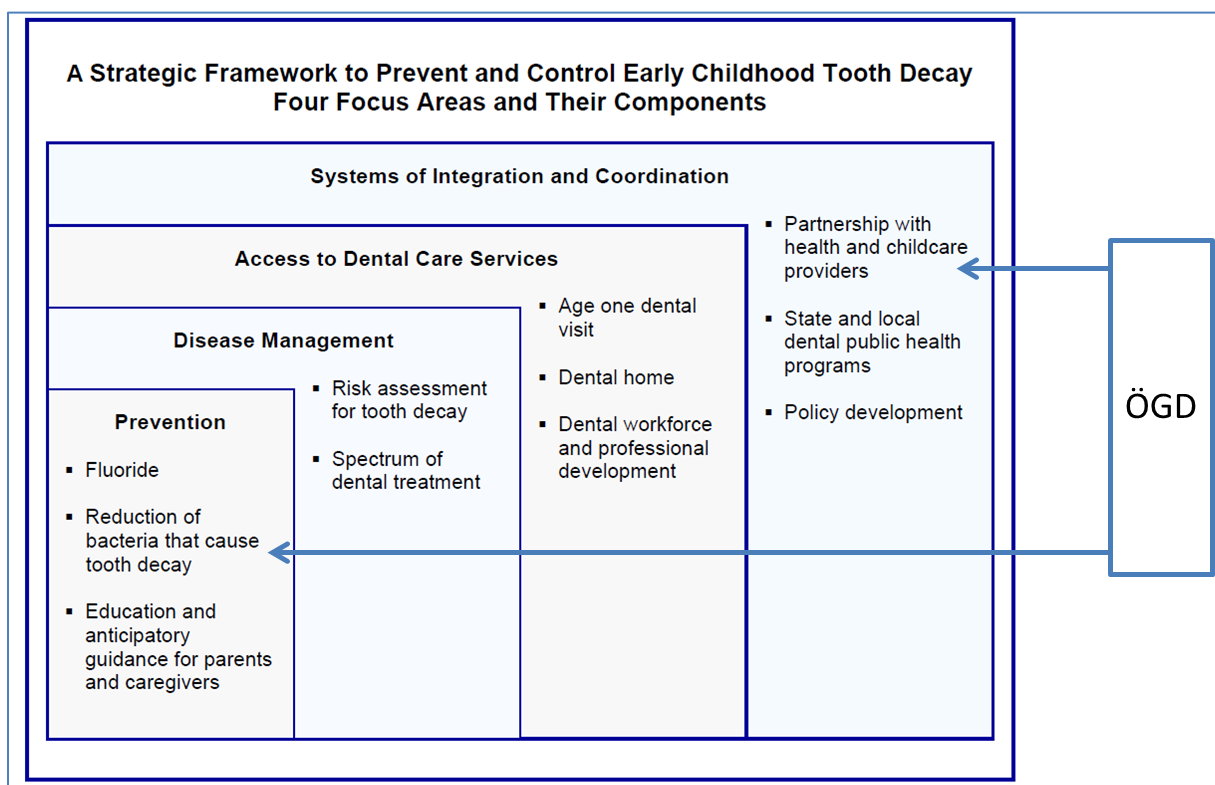 A Strategic Framework to Prevent and Control Early Childhood Tooth Decay
Four Focus Areas and Their Components
Systems of Integration and Coordination
▪ Partnership with
health and childcare
providers
▪ State and local
dental public health
programs
▪ Policy development
Access to Dental Care Services
▪ Age one dental
visit
▪ Dental home
▪ Dental workforce
and professional
development
Disease Management
▪ Risk assessment
for tooth decay
▪ Spectrum of
dental treatment
Prevention
▪ Fluoride
▪ Reduction of
bacteria that cause
tooth decay
▪ Education and
anticipatory
guidance for parents
and caregivers
ÖGD